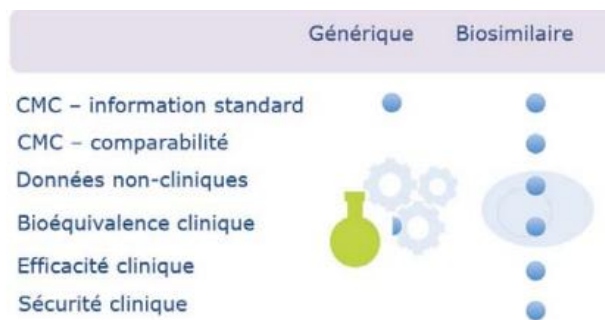 Générique Biosimilaire
CMC – information standard
CMC – comparabilité
Données non-cliniques
Bioéquivalence clinique
Efficacité clinique
Sécurité clinique